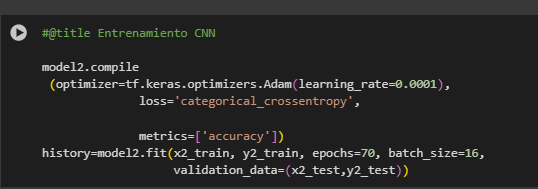 #@title Entrenamiento CNN
model2.compile
(optimizer=tf.keras.optimizers.Adam(learning_rate=0.0001),
loss='categorical_crossentropy',
metrics=['accuracy'])
history=model2.fit(x2_train, y2_train, epochs=70, batch_size=16,
validation_data=(x2_test,y2_test))